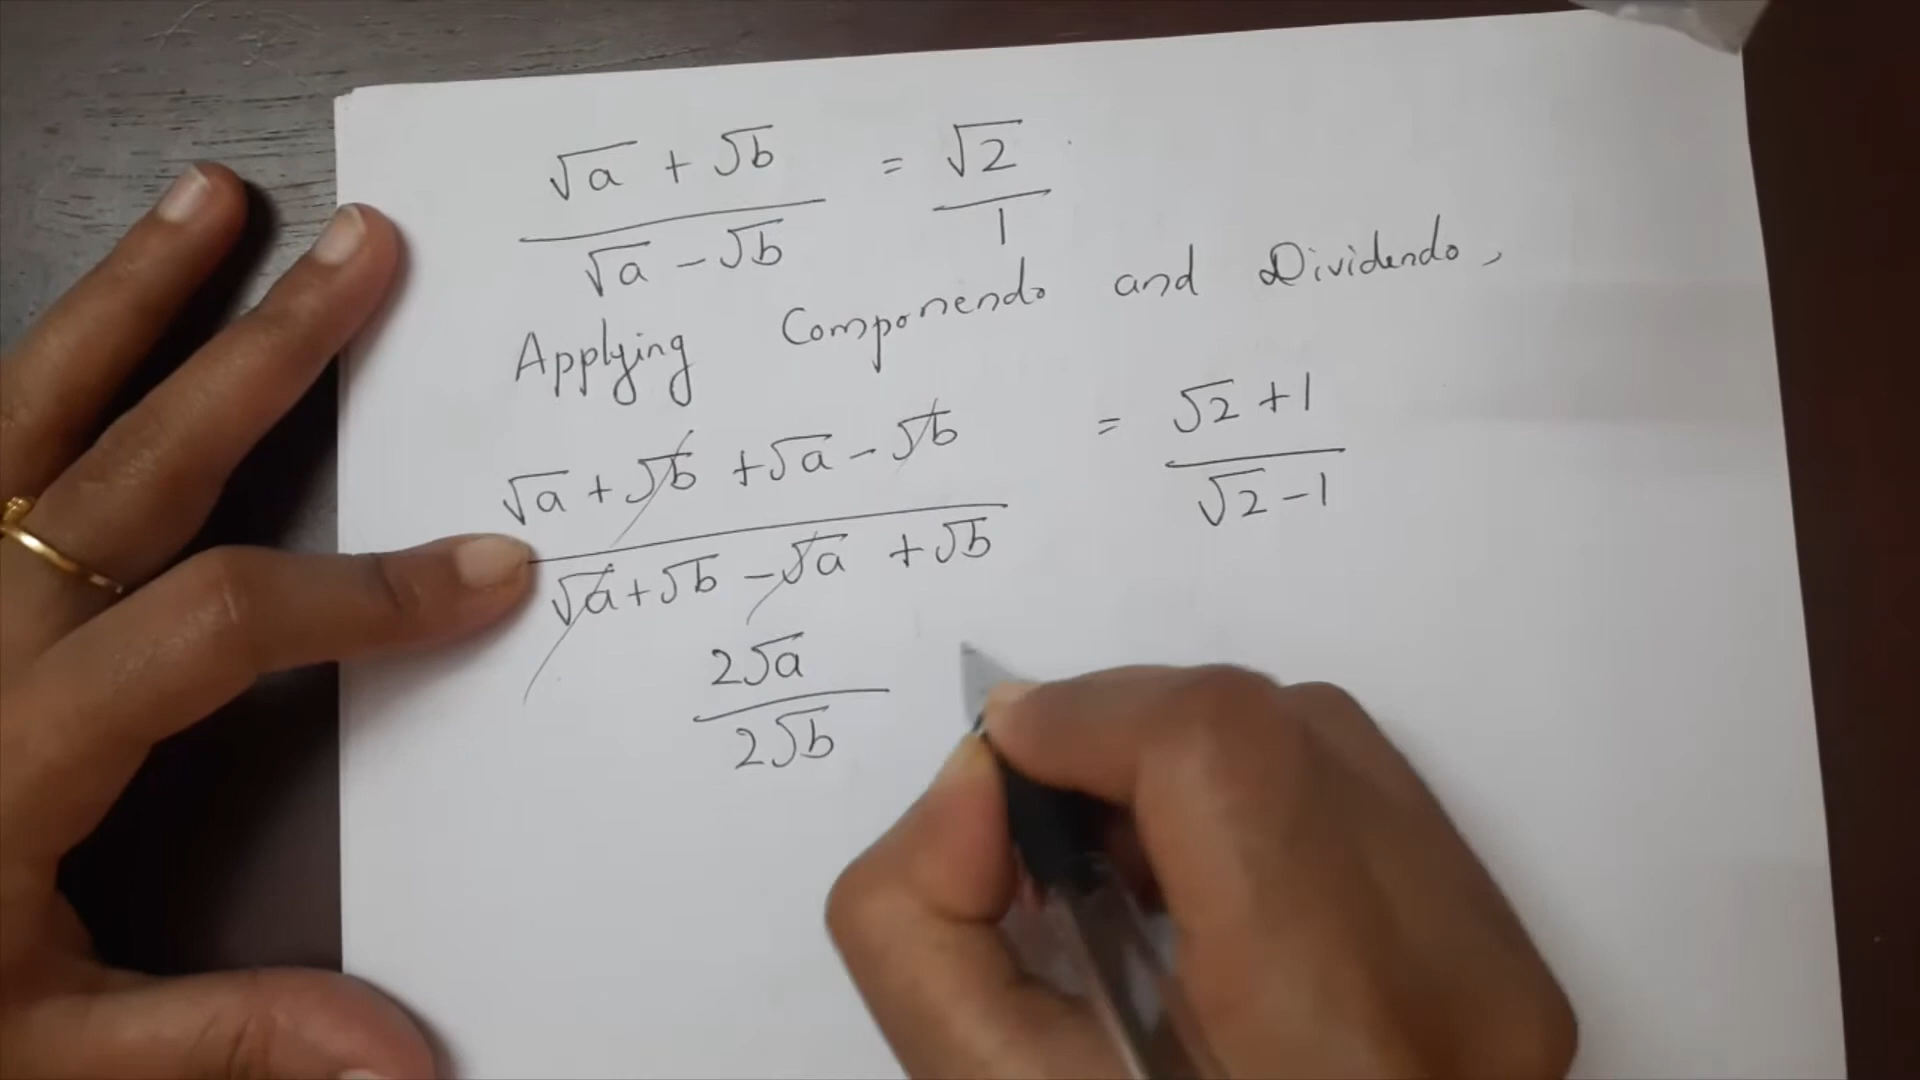 √a + √b / √a - √b = √2 / 1
Applying Componendo and Dividendo,
√a + √b + √a - √b / √a + √b - √a + √b = √2 + 1 / √2 - 1
2√a / 2√b